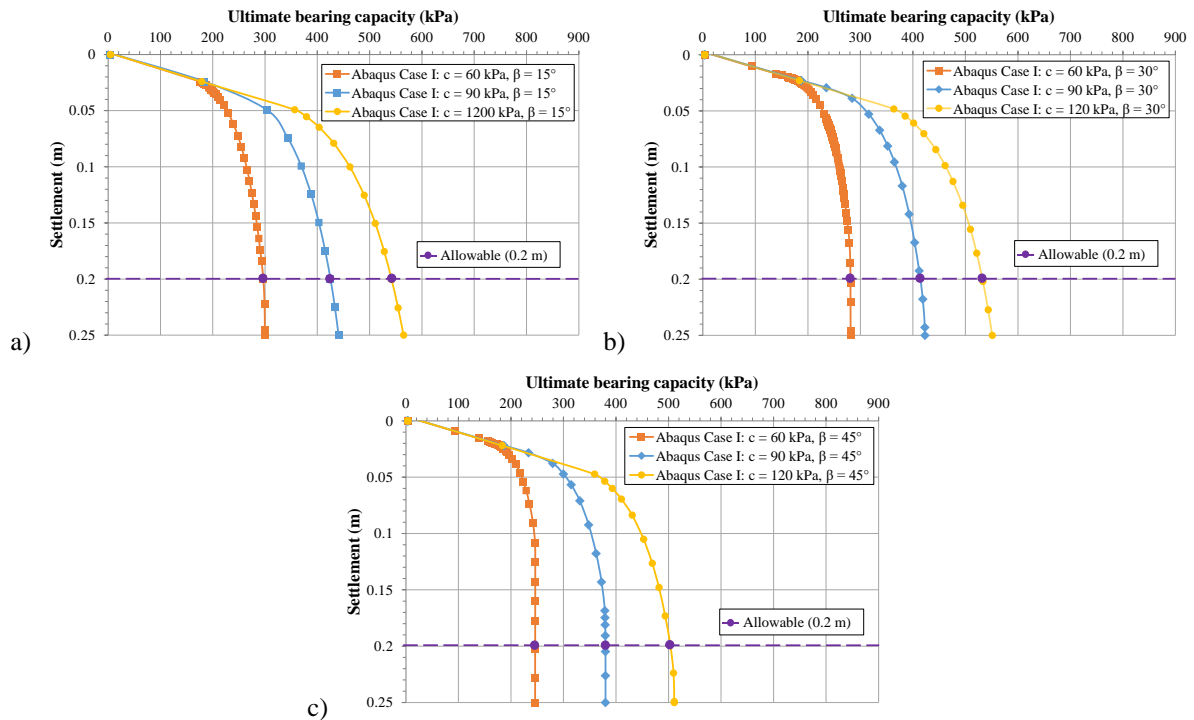 Ultimate bearing capacity (kPa)
0 100 200 300 400 500 600 700 800 900
0
0.05
0.1
0.15
0.2
0.25
Settlement (m)
Abaqus Case I: c = 60 kPa, β = 15°
Abaqus Case I: c = 90 kPa, β = 15°
Abaqus Case I: c = 1200 kPa, β = 15°
Allowable (0.2 m)
a)
Ultimate bearing capacity (kPa)
0 100 200 300 400 500 600 700 800 900
0
0.05
0.1
0.15
0.2
0.25
Settlement (m)
Abaqus Case I: c = 60 kPa, β = 30°
Abaqus Case I: c = 90 kPa, β = 30°
Abaqus Case I: c = 120 kPa, β = 30°
Allowable (0.2 m)
b)
Ultimate bearing capacity (kPa)
0 100 200 300 400 500 600 700 800 900
0
0.05
0.1
0.15
0.2
0.25
Settlement (m)
Abaqus Case I: c = 60 kPa, β = 45°
Abaqus Case I: c = 90 kPa, β = 45°
Abaqus Case I: c = 120 kPa, β = 45°
Allowable (0.2 m)
c)